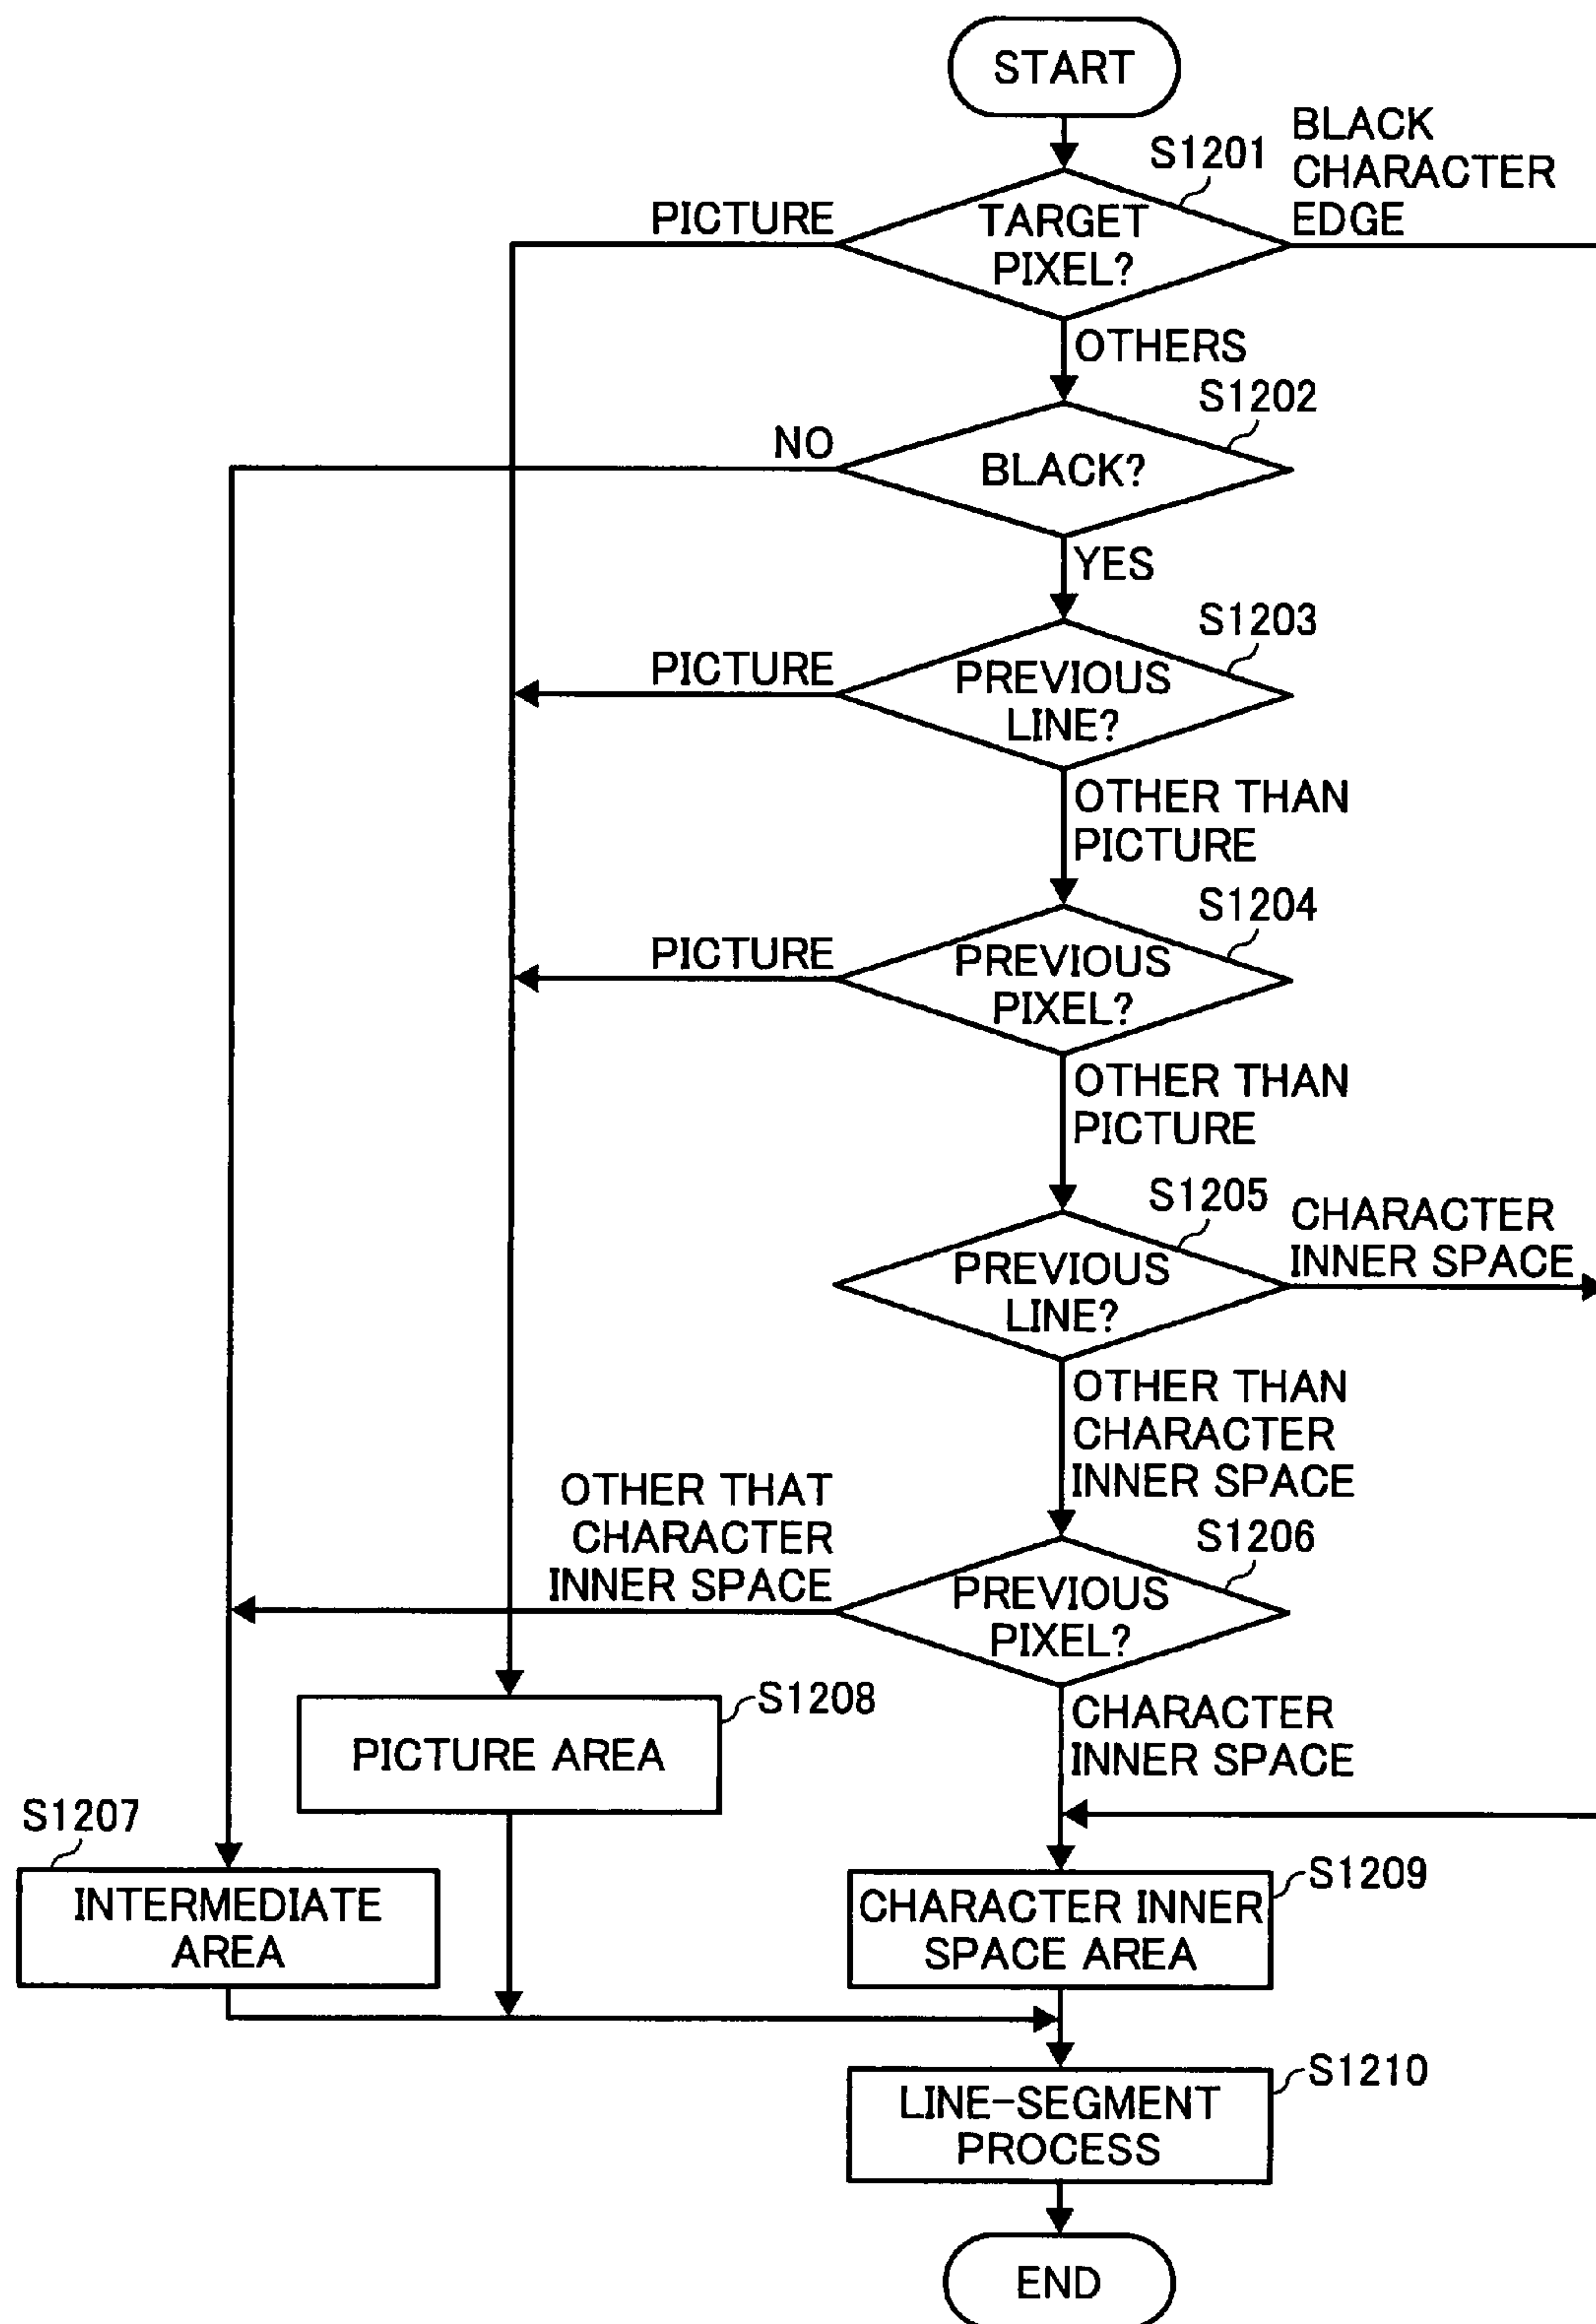 START
S1201
BLACK
CHARACTER
EDGE
PICTURE
TARGET
PIXEL?
OTHERS
S1202
NO
BLACK?
YES
S1203
PICTURE
PREVIOUS
LINE?
OTHER THAN
PICTURE
S1204
PICTURE
PREVIOUS
PIXEL?
OTHER THAN
PICTURE
S1205
CHARACTER
INNER SPACE
PREVIOUS
LINE?
OTHER THAN
CHARACTER
INNER SPACE
OTHER THAT
CHARACTER
INNER SPACE
S1206
PREVIOUS
PIXEL?
CHARACTER
INNER SPACE
S1208
PICTURE AREA
S1207
INTERMEDIATE
AREA
S1209
CHARACTER INNER
SPACE AREA
S1210
LINE-SEGMENT
PROCESS
END